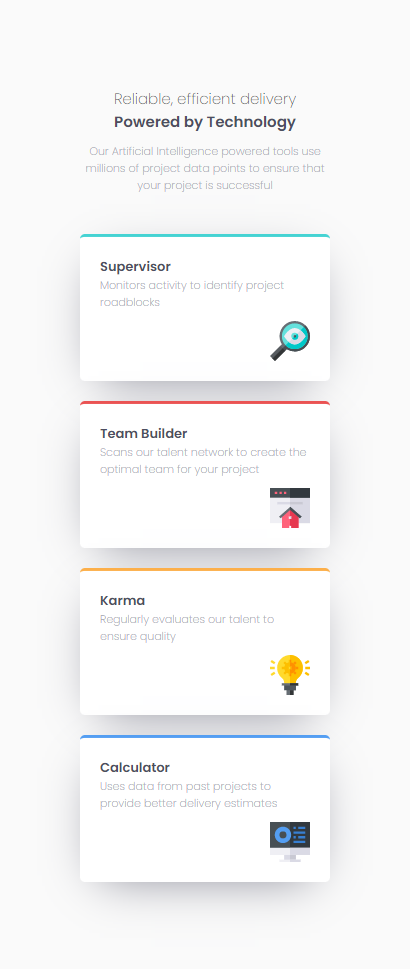 Reliable, efficient delivery
Powered by Technology
Our Artificial Intelligence powered tools use
millions of project data points to ensure that
your project is successful
Supervisor
Monitors activity to identify project
roadblocks
Team Builder
Scans our talent network to create the
optimal team for your project
Karma
Regularly evaluates our talent to
ensure quality
Calculator
Uses data from past projects to
provide better delivery estimates